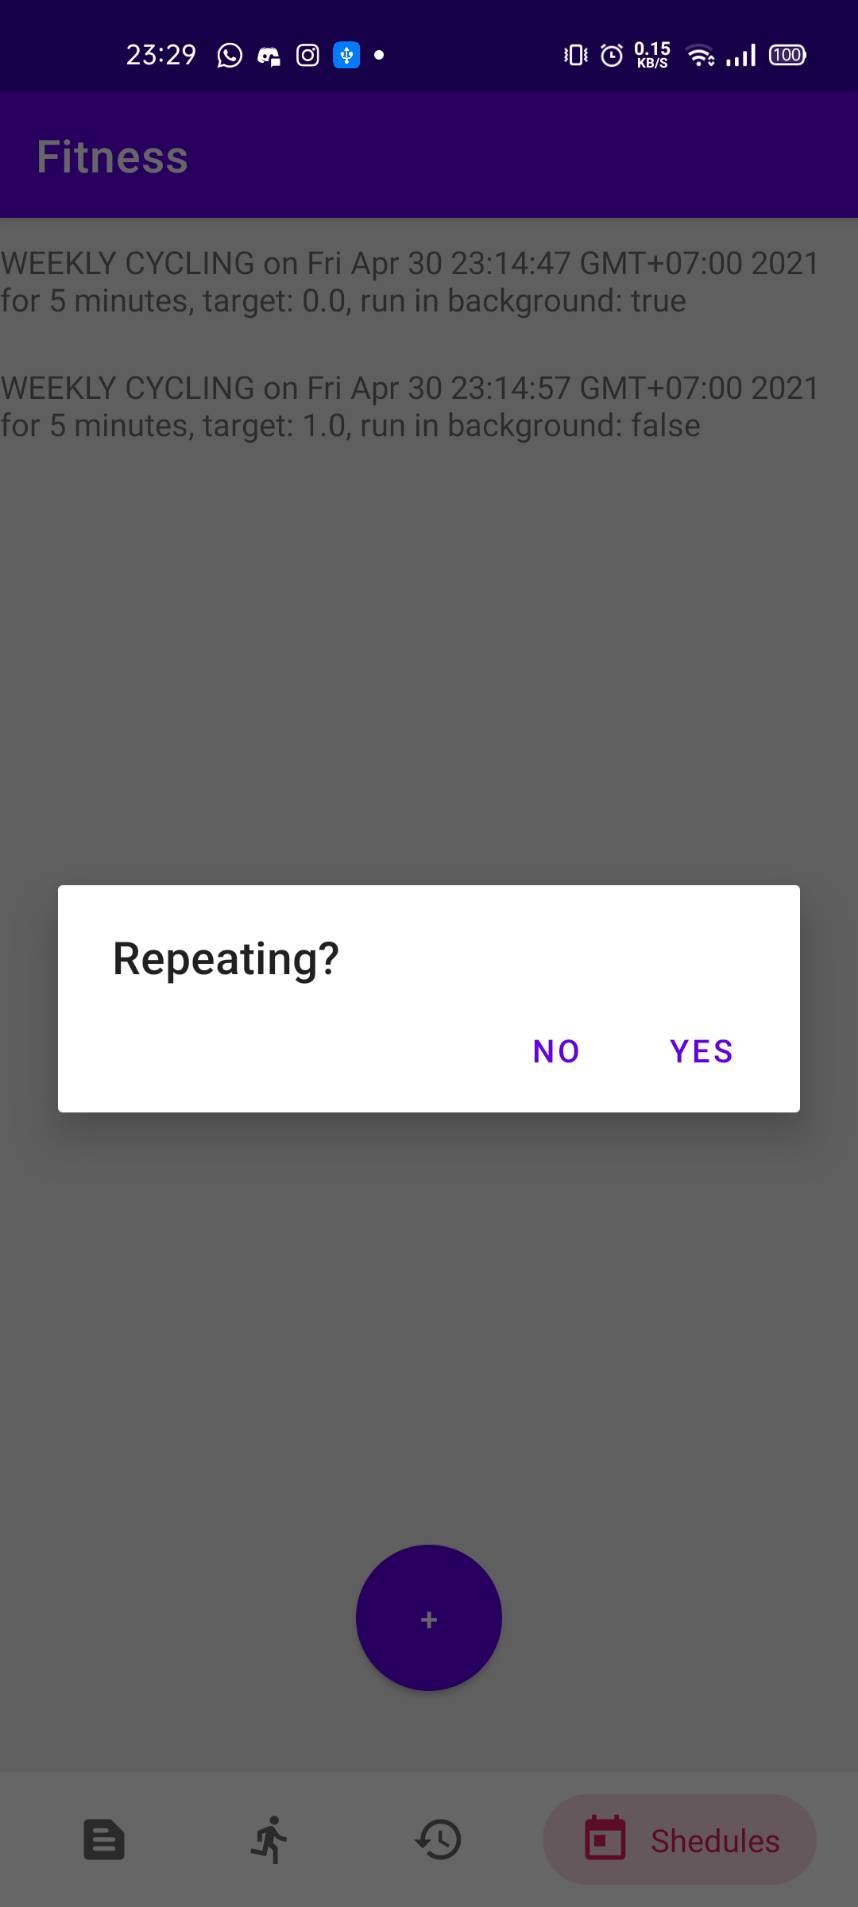 23:29 0.15 KB/S 100
Fitness
WEEKLY CYCLING on Fri Apr 30 23:14:47 GMT+07:00 2021
for 5 minutes, target: 0.0, run in background: true
WEEKLY CYCLING on Fri Apr 30 23:14:57 GMT+07:00 2021
for 5 minutes, target: 1.0, run in background: false
Repeating?
NO YES
+
Shedules